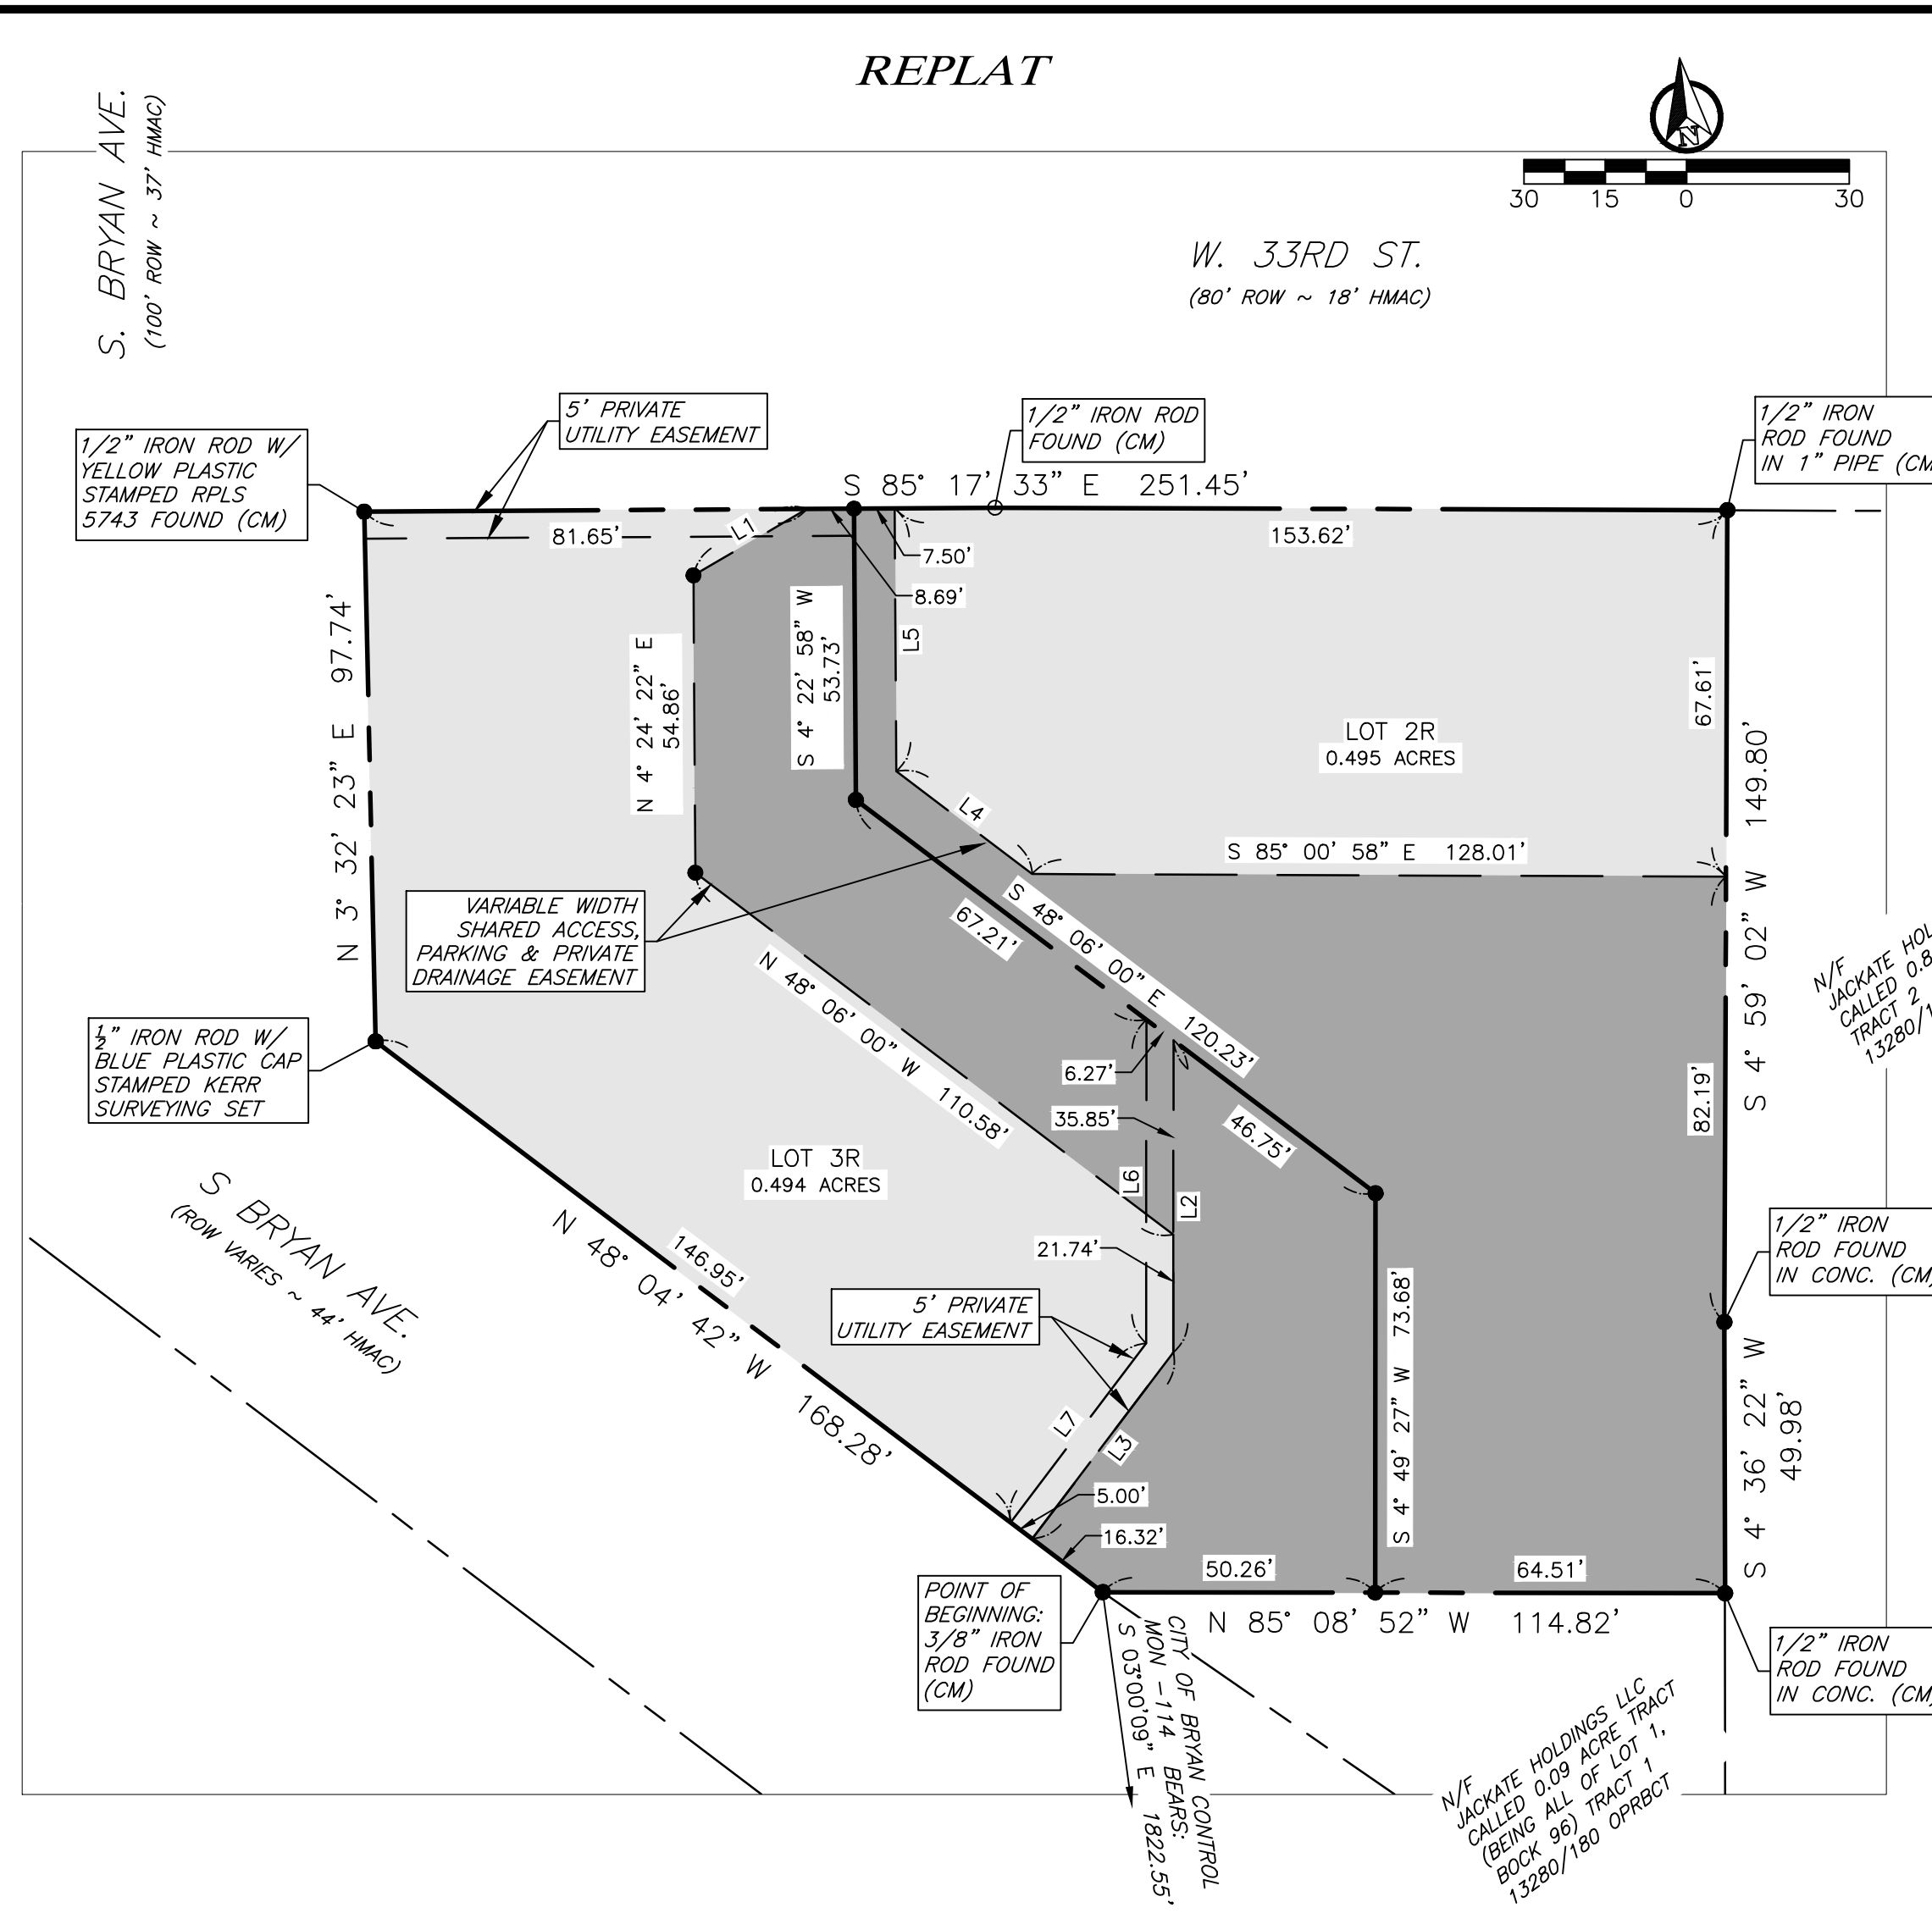 REPLAT
S. BRYAN AVE.
(100' ROW ~ 37' HMAC)
N
30 15 0 30
W. 33RD ST.
(80' ROW ~ 18' HMAC)
5' PRIVATE
UTILITY EASEMENT
1/2" IRON ROD
FOUND (CM)
1/2" IRON
ROD FOUND
IN 1" PIPE (CM
1/2" IRON ROD W/
YELLOW PLASTIC
STAMPED RPLS
5743 FOUND (CM)
S 85° 17' 33" E 251.45'
L1
81.65'
7.50'
8.69'
153.62'
N 3° 32' 23" E 97.74'
N 4° 24' 22" E
54.86'
S 4° 22' 58" W
53.73'
L5
67.61'
LOT 2R
0.495 ACRES
S 4° 59' 02" W 149.80'
L4
S 85° 00' 58" E 128.01'
VARIABLE WIDTH
SHARED ACCESS,
PARKING & PRIVATE
DRAINAGE EASEMENT
67.21'
S 48° 06' 00" E 120.23'
N 48° 06' 00" W 110.58'
N/F
JACKATE HOL
CALLED 0.8
TRACT 2
13280/1
½" IRON ROD W/
BLUE PLASTIC CAP
STAMPED KERR
SURVEYING SET
6.27'
35.85'
46.75'
82.19'
LOT 3R
0.494 ACRES
L6
L2
S BRYAN AVE.
(ROW VARIES ~ 44' HMAC)
146.95'
N 48° 04' 42" W 168.28'
21.74'
5' PRIVATE
UTILITY EASEMENT
S 4° 49' 27" W 73.68'
1/2" IRON
ROD FOUND
IN CONC. (CM)
S 4° 36' 22" W
49.98'
L7
L3
5.00'
16.32'
50.26'
64.51'
POINT OF
BEGINNING:
3/8" IRON
ROD FOUND
(CM)
N 85° 08' 52" W 114.82'
CITY OF BRYAN CONTROL
MON -114 BEARS:
S 03°00'09" E 1822.55'
1/2" IRON
ROD FOUND
IN CONC. (CM)
N/F
JACKATE HOLDINGS LLC
CALLED 0.09 ACRE TRACT
(BEING ALL OF LOT 1,
BOCK 96) TRACT 1
13280/180 OPRBCT